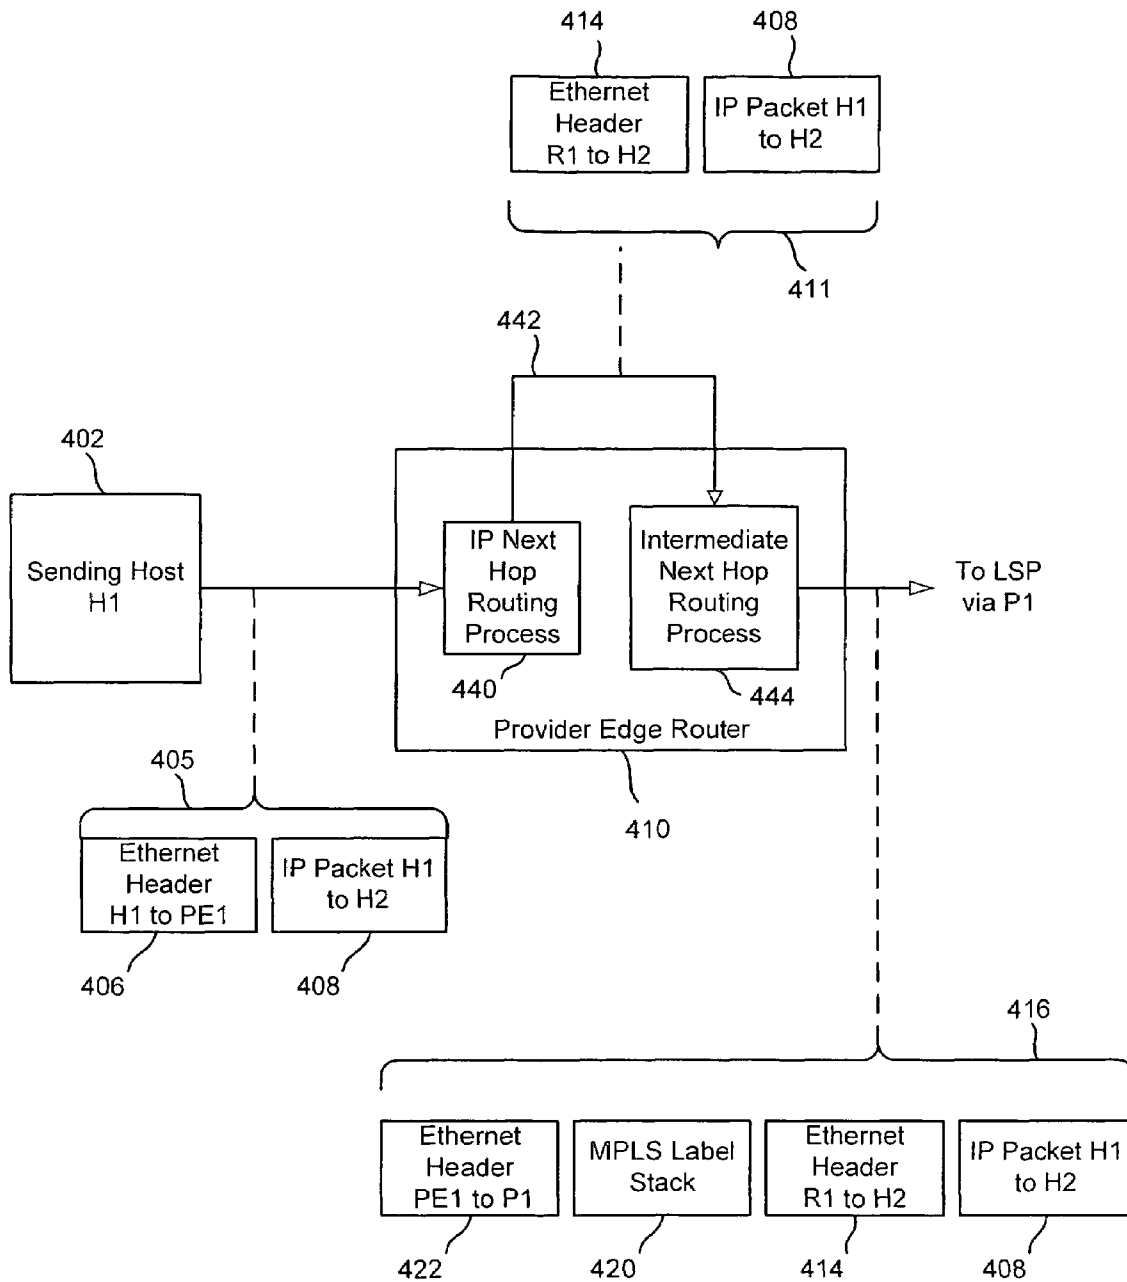 414
408
Ethernet
Header
R1 to H2
IP Packet H1
to H2
411
442
402
Sending Host
H1
IP Next
Hop
Routing
Process
Intermediate
Next Hop
Routing
Process
To LSP
via P1
440
444
Provider Edge Router
405
410
Ethernet
Header
H1 to PE1
IP Packet H1
to H2
406
408
416
Ethernet
Header
PE1 to P1
MPLS Label
Stack
Ethernet
Header
R1 to H2
IP Packet H1
to H2
422
420
414
408